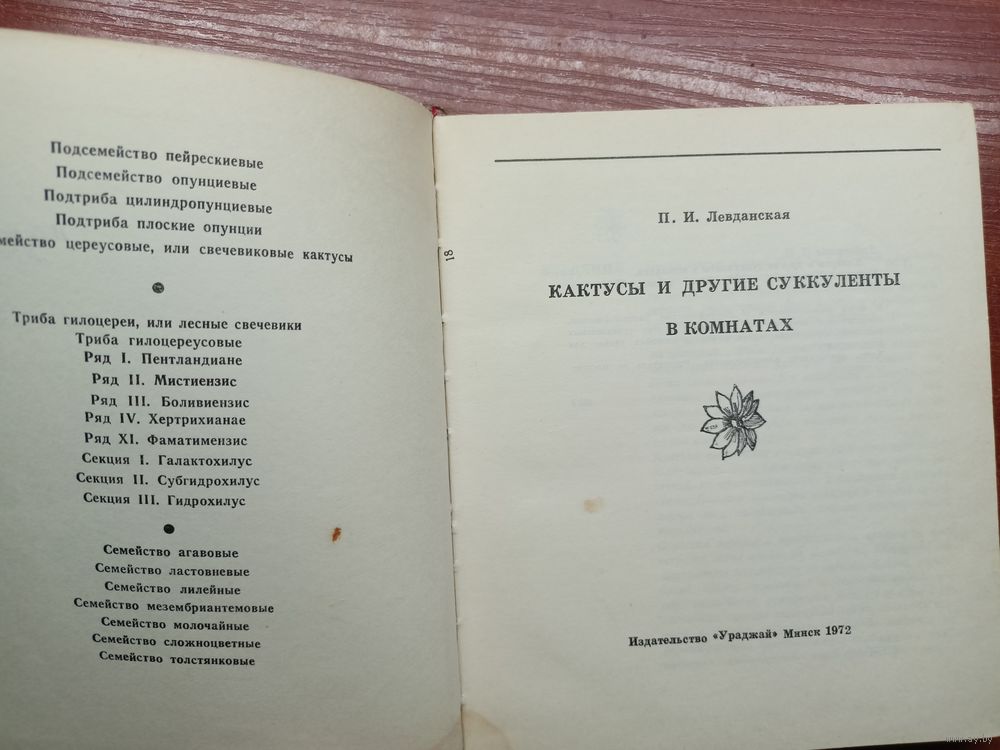 Подсемейство пейрескиевые
Подсемейство опунциевые
Подтриба цилиндропунциевые
Подтриба плоские опунции
мейство цереусовые, или свечевиковые кактусы
Триба гилоцереи, или лесные свечевики
Триба гилоцереусовые
Ряд I. Пентландиане
Ряд II. Мистиензис
Ряд III. Боливиензис
Ряд IV. Хертрихианае
Ряд XI. Фаматимензис
Секция I. Галактохилус
Секция II. Субгидрохилус
Секция III. Гидрохилус
Семейство агавовые
Семейство ластовневые
Семейство лилейные
Семейство мезембриантемовые
Семейство молочайные
Семейство сложноцветные
Семейство толстянковые
18
П. И. Левданская
КАКТУСЫ И ДРУГИЕ СУККУЛЕНТЫ
В КОМНАТАХ
Издательство «Ураджай» Минск 1972